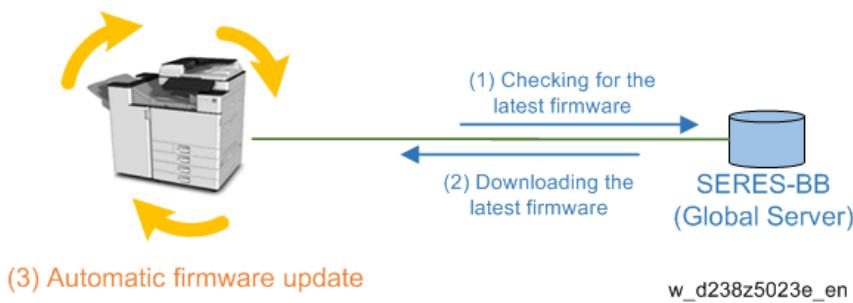 (1) Checking for the
latest firmware
(2) Downloading the
latest firmware
SERES-BB
(Global Server)
(3) Automatic firmware update
w_d238z5023e_en